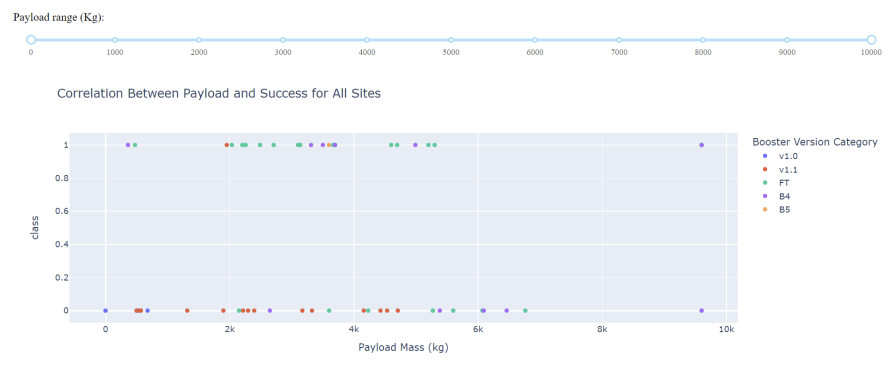 Payload range (Kg):
0 1000 2000 3000 4000 5000 6000 7000 8000 9000 10000
Correlation Between Payload and Success for All Sites
Booster Version Category
v1.0
v1.1
FT
B4
B5
1
0.8
0.6
0.4
0.2
0
class
0 2k 4k 6k 8k 10k
Payload Mass (kg)